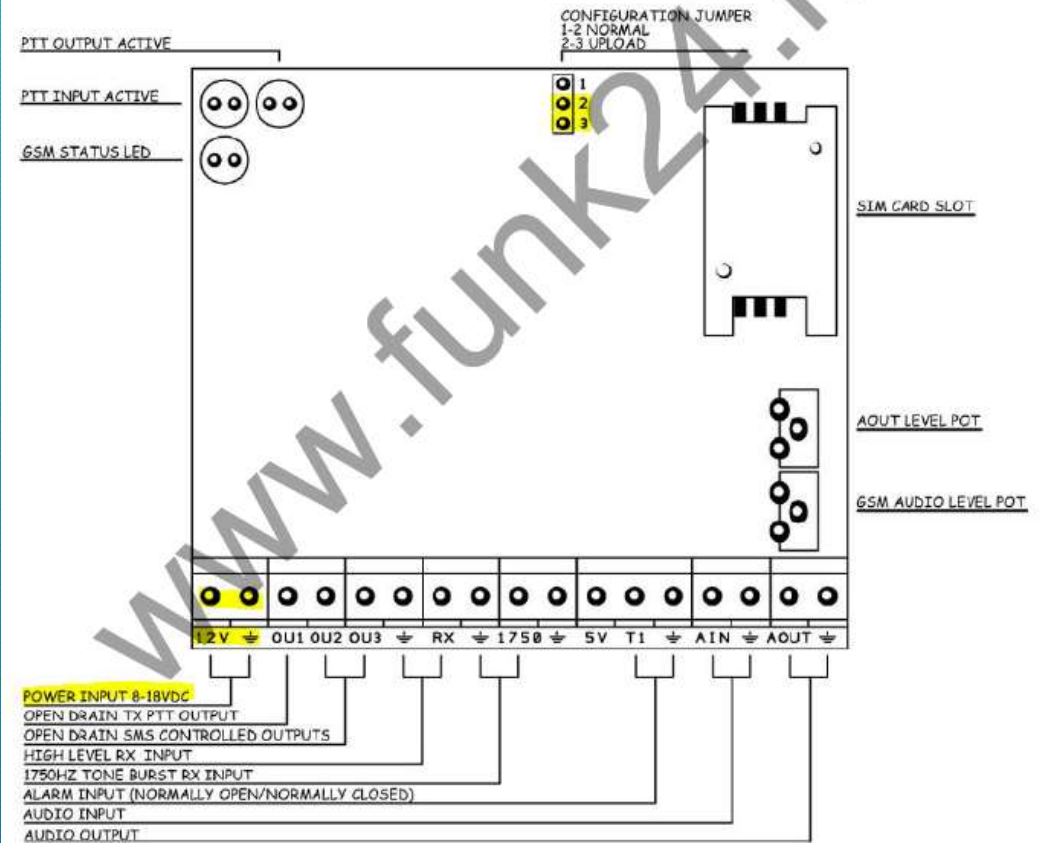 CONFIGURATION JUMPER
1-2 NORMAL
2-3 UPLOAD
PTT OUTPUT ACTIVE
PTT INPUT ACTIVE
GSM STATUS LED
1
2
3
SIM CARD SLOT
AOUT LEVEL POT
GSM AUDIO LEVEL POT
12V OU1 OU2 OU3 RX 1750 5V T1 AIN AOUT
POWER INPUT 8-18VDC
OPEN DRAIN TX PTT OUTPUT
OPEN DRAIN SMS CONTROLLED OUTPUTS
HIGH LEVEL RX INPUT
1750HZ TONE BURST RX INPUT
ALARM INPUT (NORMALLY OPEN/NORMALLY CLOSED)
AUDIO INPUT
AUDIO OUTPUT
www.funk24.